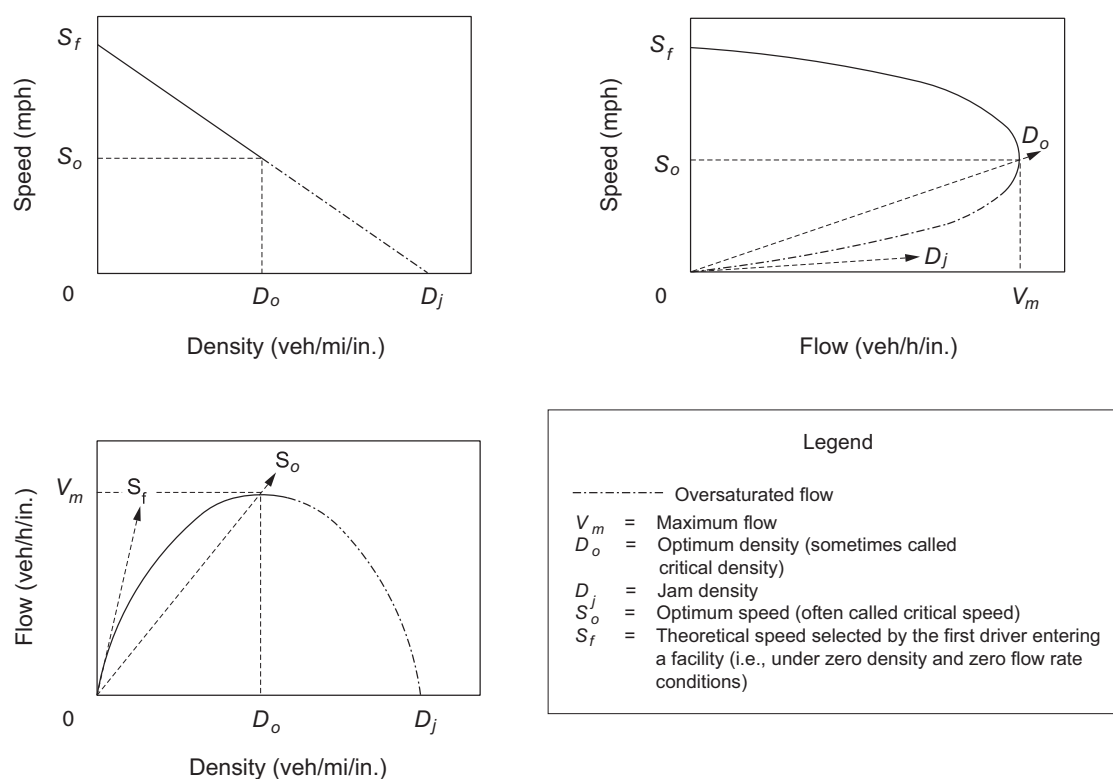 S_f
S_o
Speed (mph)
0
D_o
D_j
Density (veh/mi/in.)
S_f
S_o
Speed (mph)
D_o
D_j
0
V_m
Flow (veh/h/in.)
V_m
S_f
S_o
Flow (veh/h/in.)
0
D_o
D_j
Density (veh/mi/in.)
Legend
Oversaturated flow
V_m = Maximum flow
D_o = Optimum density (sometimes called
critical density)
D_j = Jam density
S_o = Optimum speed (often called critical speed)
S_f = Theoretical speed selected by the first driver entering
a facility (i.e., under zero density and zero flow rate
conditions)